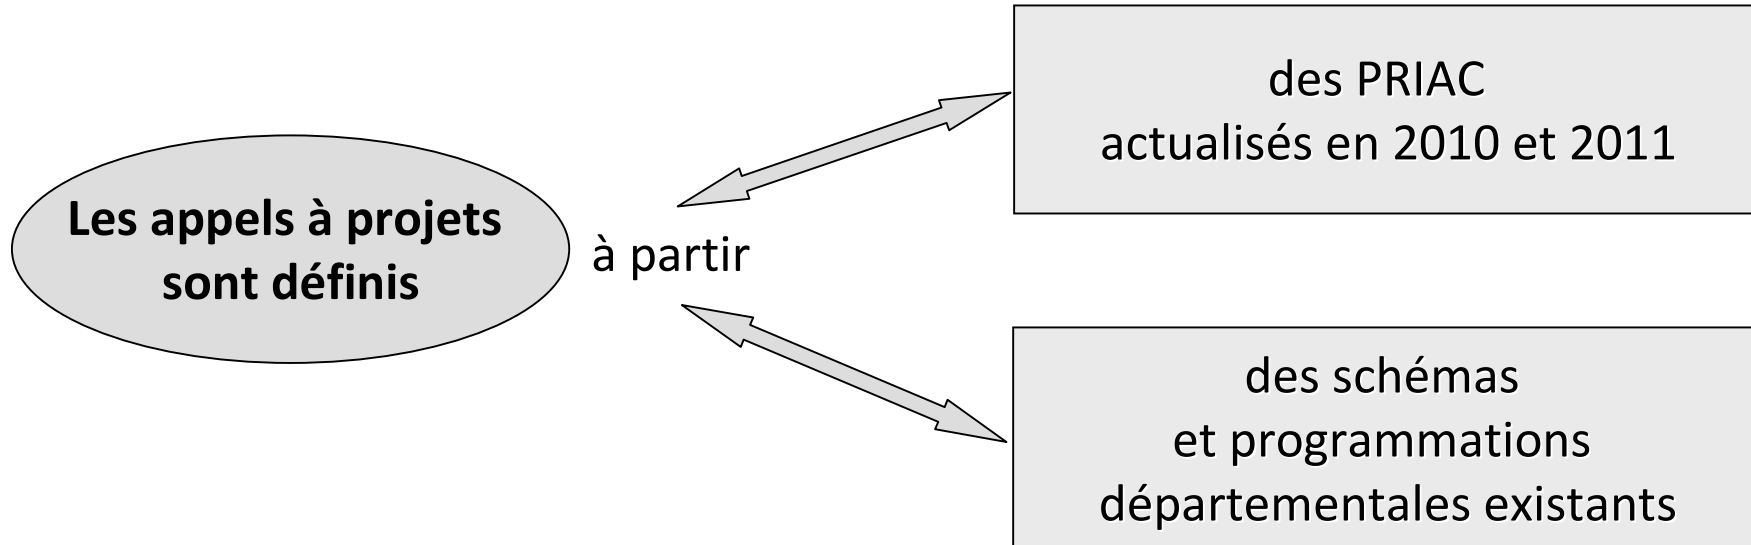 Les appels à projets
sont définis
à partir
des PRIAC
actualisés en 2010 et 2011
des schémas
et programmations
départementales existants